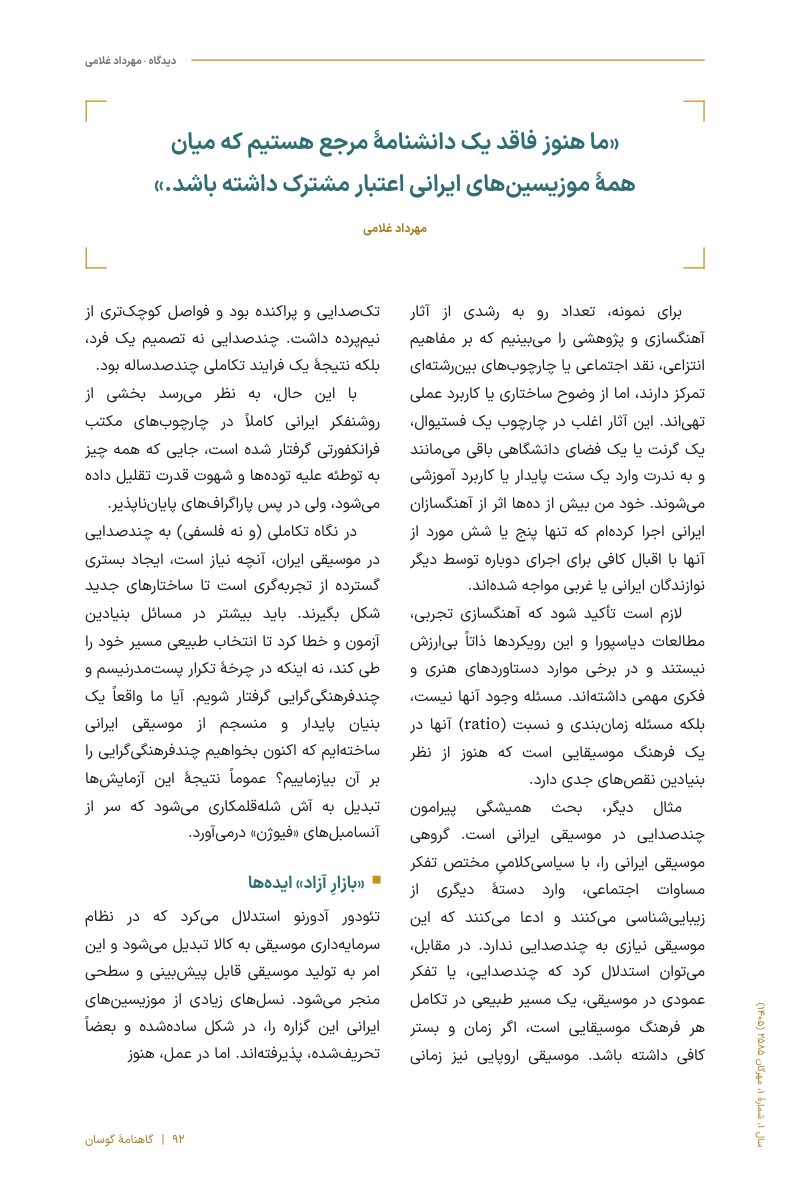 دیدگاه · مهرداد غلامی
«ما هنوز فاقد یک دانشنامهٔ مرجع هستیم که میان
همهٔ موزیسین‌های ایرانی اعتبار مشترک داشته باشد.»
مهرداد غلامی
برای نمونه، تعداد رو به رشدی از آثار
آهنگسازی و پژوهشی را می‌بینیم که بر مفاهیم
انتزاعی، نقد اجتماعی یا چارچوب‌های بین‌رشته‌ای
تمرکز دارند، اما از وضوح ساختاری یا کاربرد عملی
تهی‌اند. این آثار اغلب در چارچوب یک فستیوال،
یک گرنت یا یک فضای دانشگاهی باقی می‌مانند
و به ندرت وارد یک سنت پایدار یا کاربرد آموزشی
می‌شوند. خود من بیش از ده‌ها اثر از آهنگسازان
ایرانی اجرا کرده‌ام که تنها پنج یا شش مورد از
آنها با اقبال کافی برای اجرای دوباره توسط دیگر
نوازندگان ایرانی یا غربی مواجه شده‌اند.
لازم است تأکید شود که آهنگسازی تجربی،
مطالعات دیاسپورا و این رویکردها ذاتاً بی‌ارزش
نیستند و در برخی موارد دستاوردهای هنری و
فکری مهمی داشته‌اند. مسئله وجود آنها نیست،
بلکه مسئله زمان‌بندی و نسبت (ratio) آنها در
یک فرهنگ موسیقایی است که هنوز از نظر
بنیادین نقص‌های جدی دارد.
مثال دیگر، بحث همیشگی پیرامون
چندصدایی در موسیقی ایرانی است. گروهی
موسیقی ایرانی را، با سیاسی‌کلامیِ مختص تفکر
مساوات اجتماعی، وارد دستهٔ دیگری از
زیبایی‌شناسی می‌کنند و ادعا می‌کنند که این
موسیقی نیازی به چندصدایی ندارد. در مقابل،
می‌توان استدلال کرد که چندصدایی، یا تفکر
عمودی در موسیقی، یک مسیر طبیعی در تکامل
هر فرهنگ موسیقایی است، اگر زمان و بستر
کافی داشته باشد. موسیقی اروپایی نیز زمانی
تک‌صدایی و پراکنده بود و فواصل کوچک‌تری از
نیم‌پرده داشت. چندصدایی نه تصمیم یک فرد،
بلکه نتیجهٔ یک فرایند تکاملی چندصدساله بود.
با این حال، به نظر می‌رسد بخشی از
روشنفکر ایرانی کاملاً در چارچوب‌های مکتب
فرانکفورتی گرفتار شده است، جایی که همه چیز
به توطئه علیه توده‌ها و شهوت قدرت تقلیل داده
می‌شود، ولی در پس پاراگراف‌های پایان‌ناپذیر.
در نگاه تکاملی (و نه فلسفی) به چندصدایی
در موسیقی ایران، آنچه نیاز است، ایجاد بستری
گسترده از تجربه‌گری است تا ساختارهای جدید
شکل بگیرند. باید بیشتر در مسائل بنیادین
آزمون و خطا کرد تا انتخاب طبیعی مسیر خود را
طی کند، نه اینکه در چرخهٔ تکرار پست‌مدرنیسم و
چندفرهنگی‌گرایی گرفتار شویم. آیا ما واقعاً یک
بنیان پایدار و منسجم از موسیقی ایرانی
ساخته‌ایم که اکنون بخواهیم چندفرهنگی‌گرایی را
بر آن بیازماییم؟ عموماً نتیجهٔ این آزمایش‌ها
تبدیل به آش شله‌قلمکاری می‌شود که سر از
آنسامبل‌های «فیوژن» درمی‌آورد.
«بازارِ آزاد» ایده‌ها
تئودور آدورنو استدلال می‌کرد که در نظام
سرمایه‌داری موسیقی به کالا تبدیل می‌شود و این
امر به تولید موسیقی قابل پیش‌بینی و سطحی
منجر می‌شود. نسل‌های زیادی از موزیسین‌های
ایرانی این گزاره را، در شکل ساده‌شده و بعضاً
تحریف‌شده، پذیرفته‌اند. اما در عمل، هنوز
سال ۱، شمارهٔ ۱، مهرگان ۲۵۸۵ (۱۴۰۵)
۹۲ | گاهنامهٔ گوسان